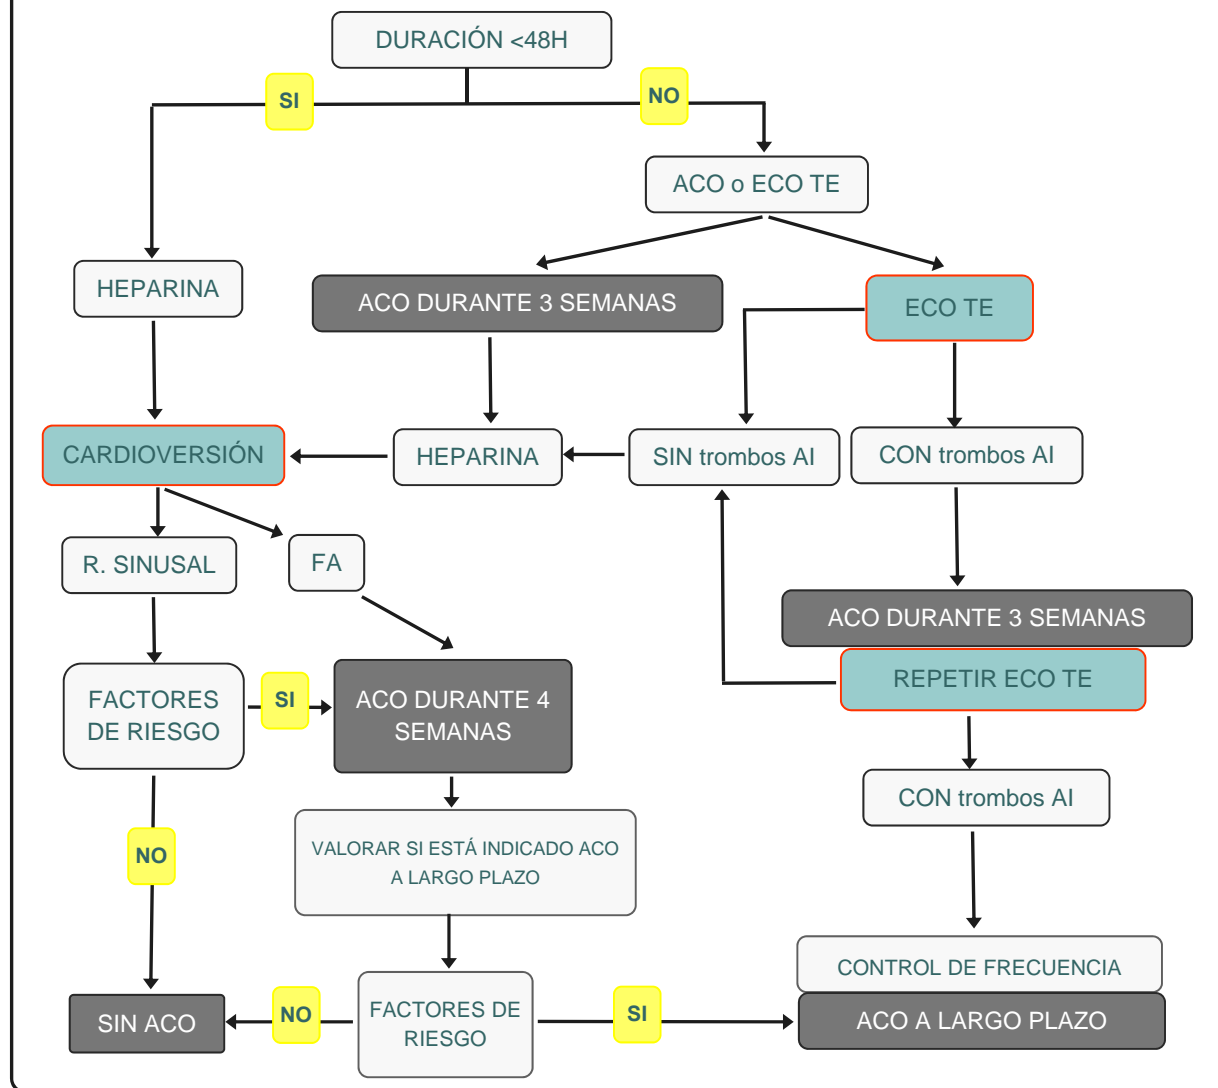 DURACIÓN <48H
SI
NO
ACO o ECO TE
HEPARINA
ACO DURANTE 3 SEMANAS
ECO TE
CARDIOVERSIÓN
HEPARINA
SIN trombos AI
CON trombos AI
R. SINUSAL
FA
ACO DURANTE 3 SEMANAS
REPETIR ECO TE
FACTORES
DE RIESGO
SI
ACO DURANTE 4
SEMANAS
CON trombos AI
NO
VALORAR SI ESTÁ INDICADO ACO
A LARGO PLAZO
CONTROL DE FRECUENCIA
SIN ACO
NO
FACTORES DE
RIESGO
SI
ACO A LARGO PLAZO